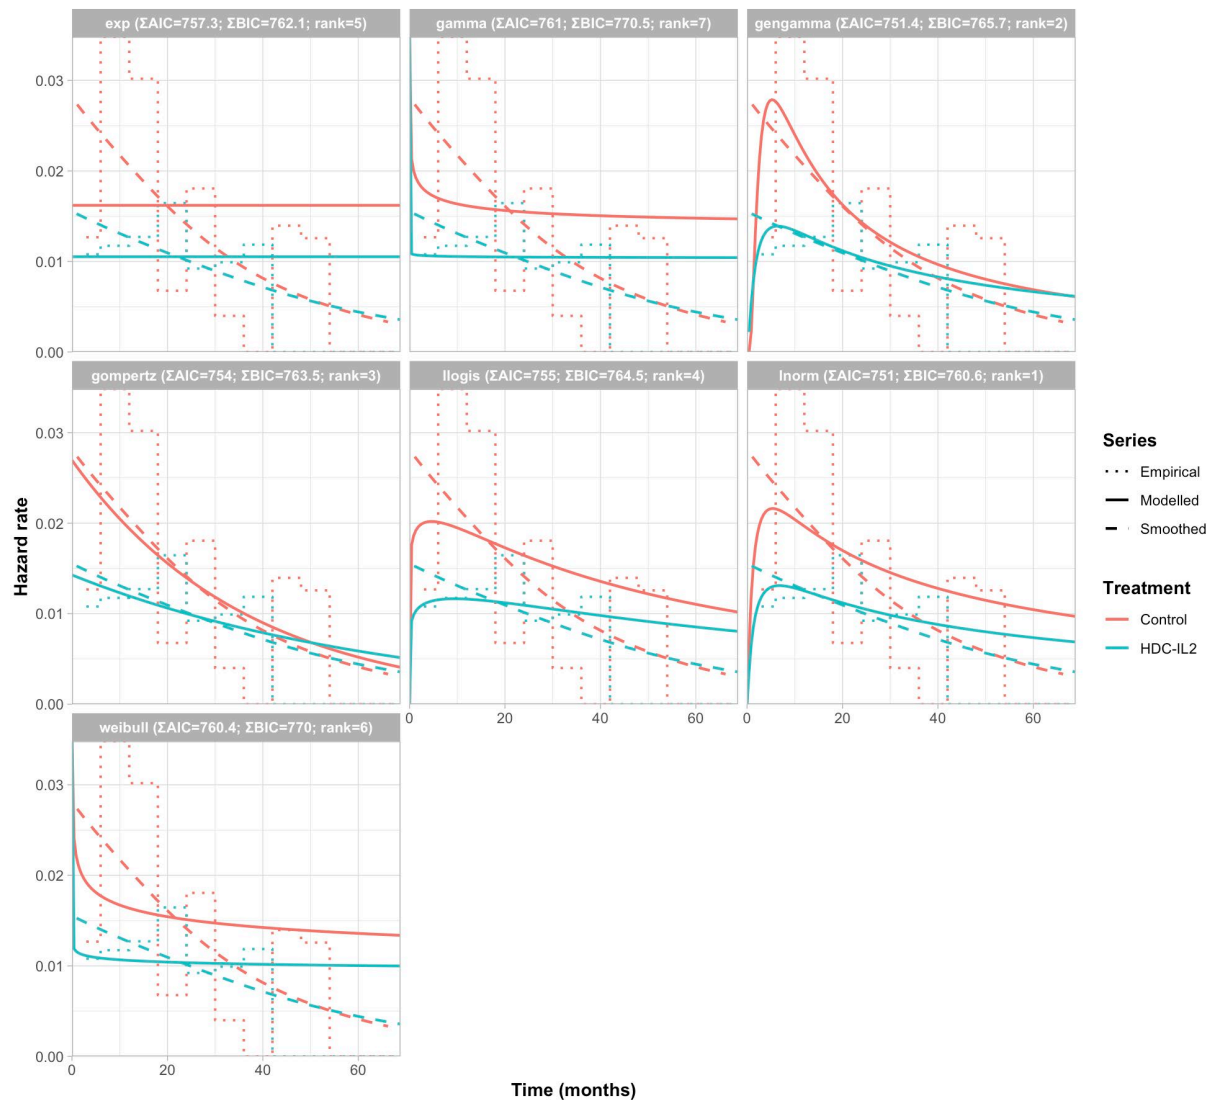 exp (ΣAIC=757.3; ΣBIC=762.1; rank=5)
gamma (ΣAIC=761; ΣBIC=770.5; rank=7)
gengamma (ΣAIC=751.4; ΣBIC=765.7; rank=2)
0.03
0.02
0.01
0.00
gompertz (ΣAIC=754; ΣBIC=763.5; rank=3)
llogis (ΣAIC=755; ΣBIC=764.5; rank=4)
lnorm (ΣAIC=751; ΣBIC=760.6; rank=1)
0.03
0.02
0.01
0.00
0 20 40 60
0 20 40 60
weibull (ΣAIC=760.4; ΣBIC=770; rank=6)
0.03
0.02
0.01
0.00
0 20 40 60
Hazard rate
Time (months)
Series
Empirical
Modelled
Smoothed
Treatment
Control
HDC-IL2